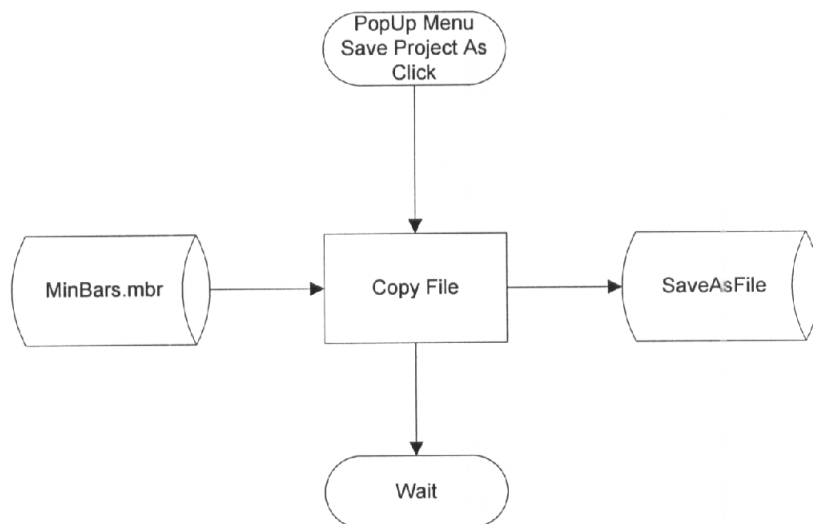 PopUp Menu
Save Project As
Click
MinBars.mbr
Copy File
SaveAsFile
Wait